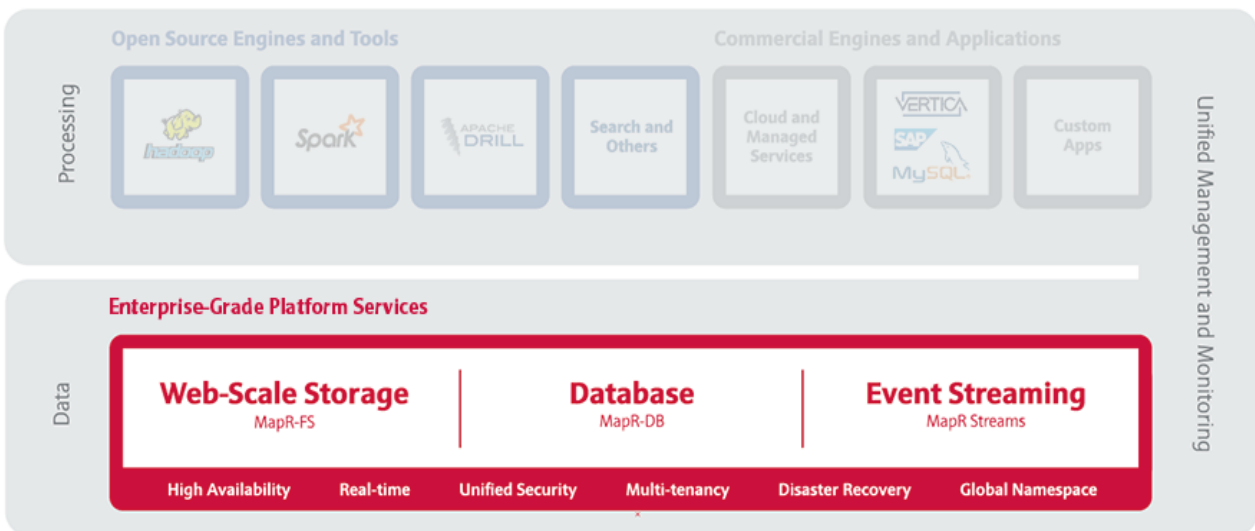 Open Source Engines and Tools
Commercial Engines and Applications
Processing
hadoop
Spark
APACHE
DRILL
Search and
Others
Cloud and
Managed
Services
VERTICA
SAP
MySQL
Custom
Apps
Unified Management and Monitoring
Enterprise-Grade Platform Services
Data
Web-Scale Storage
MapR-FS
Database
MapR-DB
Event Streaming
MapR Streams
High Availability
Real-time
Unified Security
Multi-tenancy
Disaster Recovery
Global Namespace